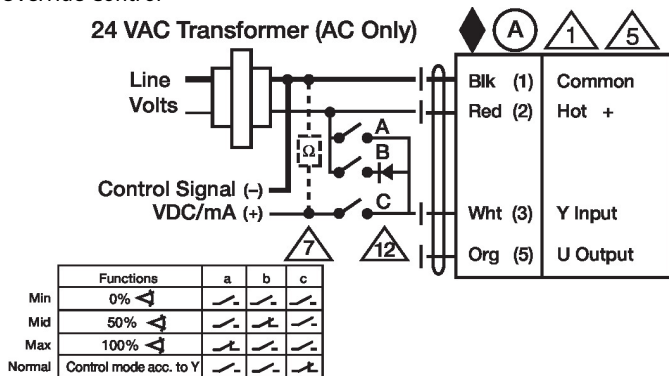 Override Control
24 VAC Transformer (AC Only)
A
1
5
Line
Volts
Blk (1) Common
Red (2) Hot +
A
B
Ω
Control Signal (–)
VDC/mA (+)
C
Wht (3) Y Input
7
12
Org (5) U Output
Functions a b c
Min 0%
Mid 50%
Max 100%
Normal Control mode acc. to Y